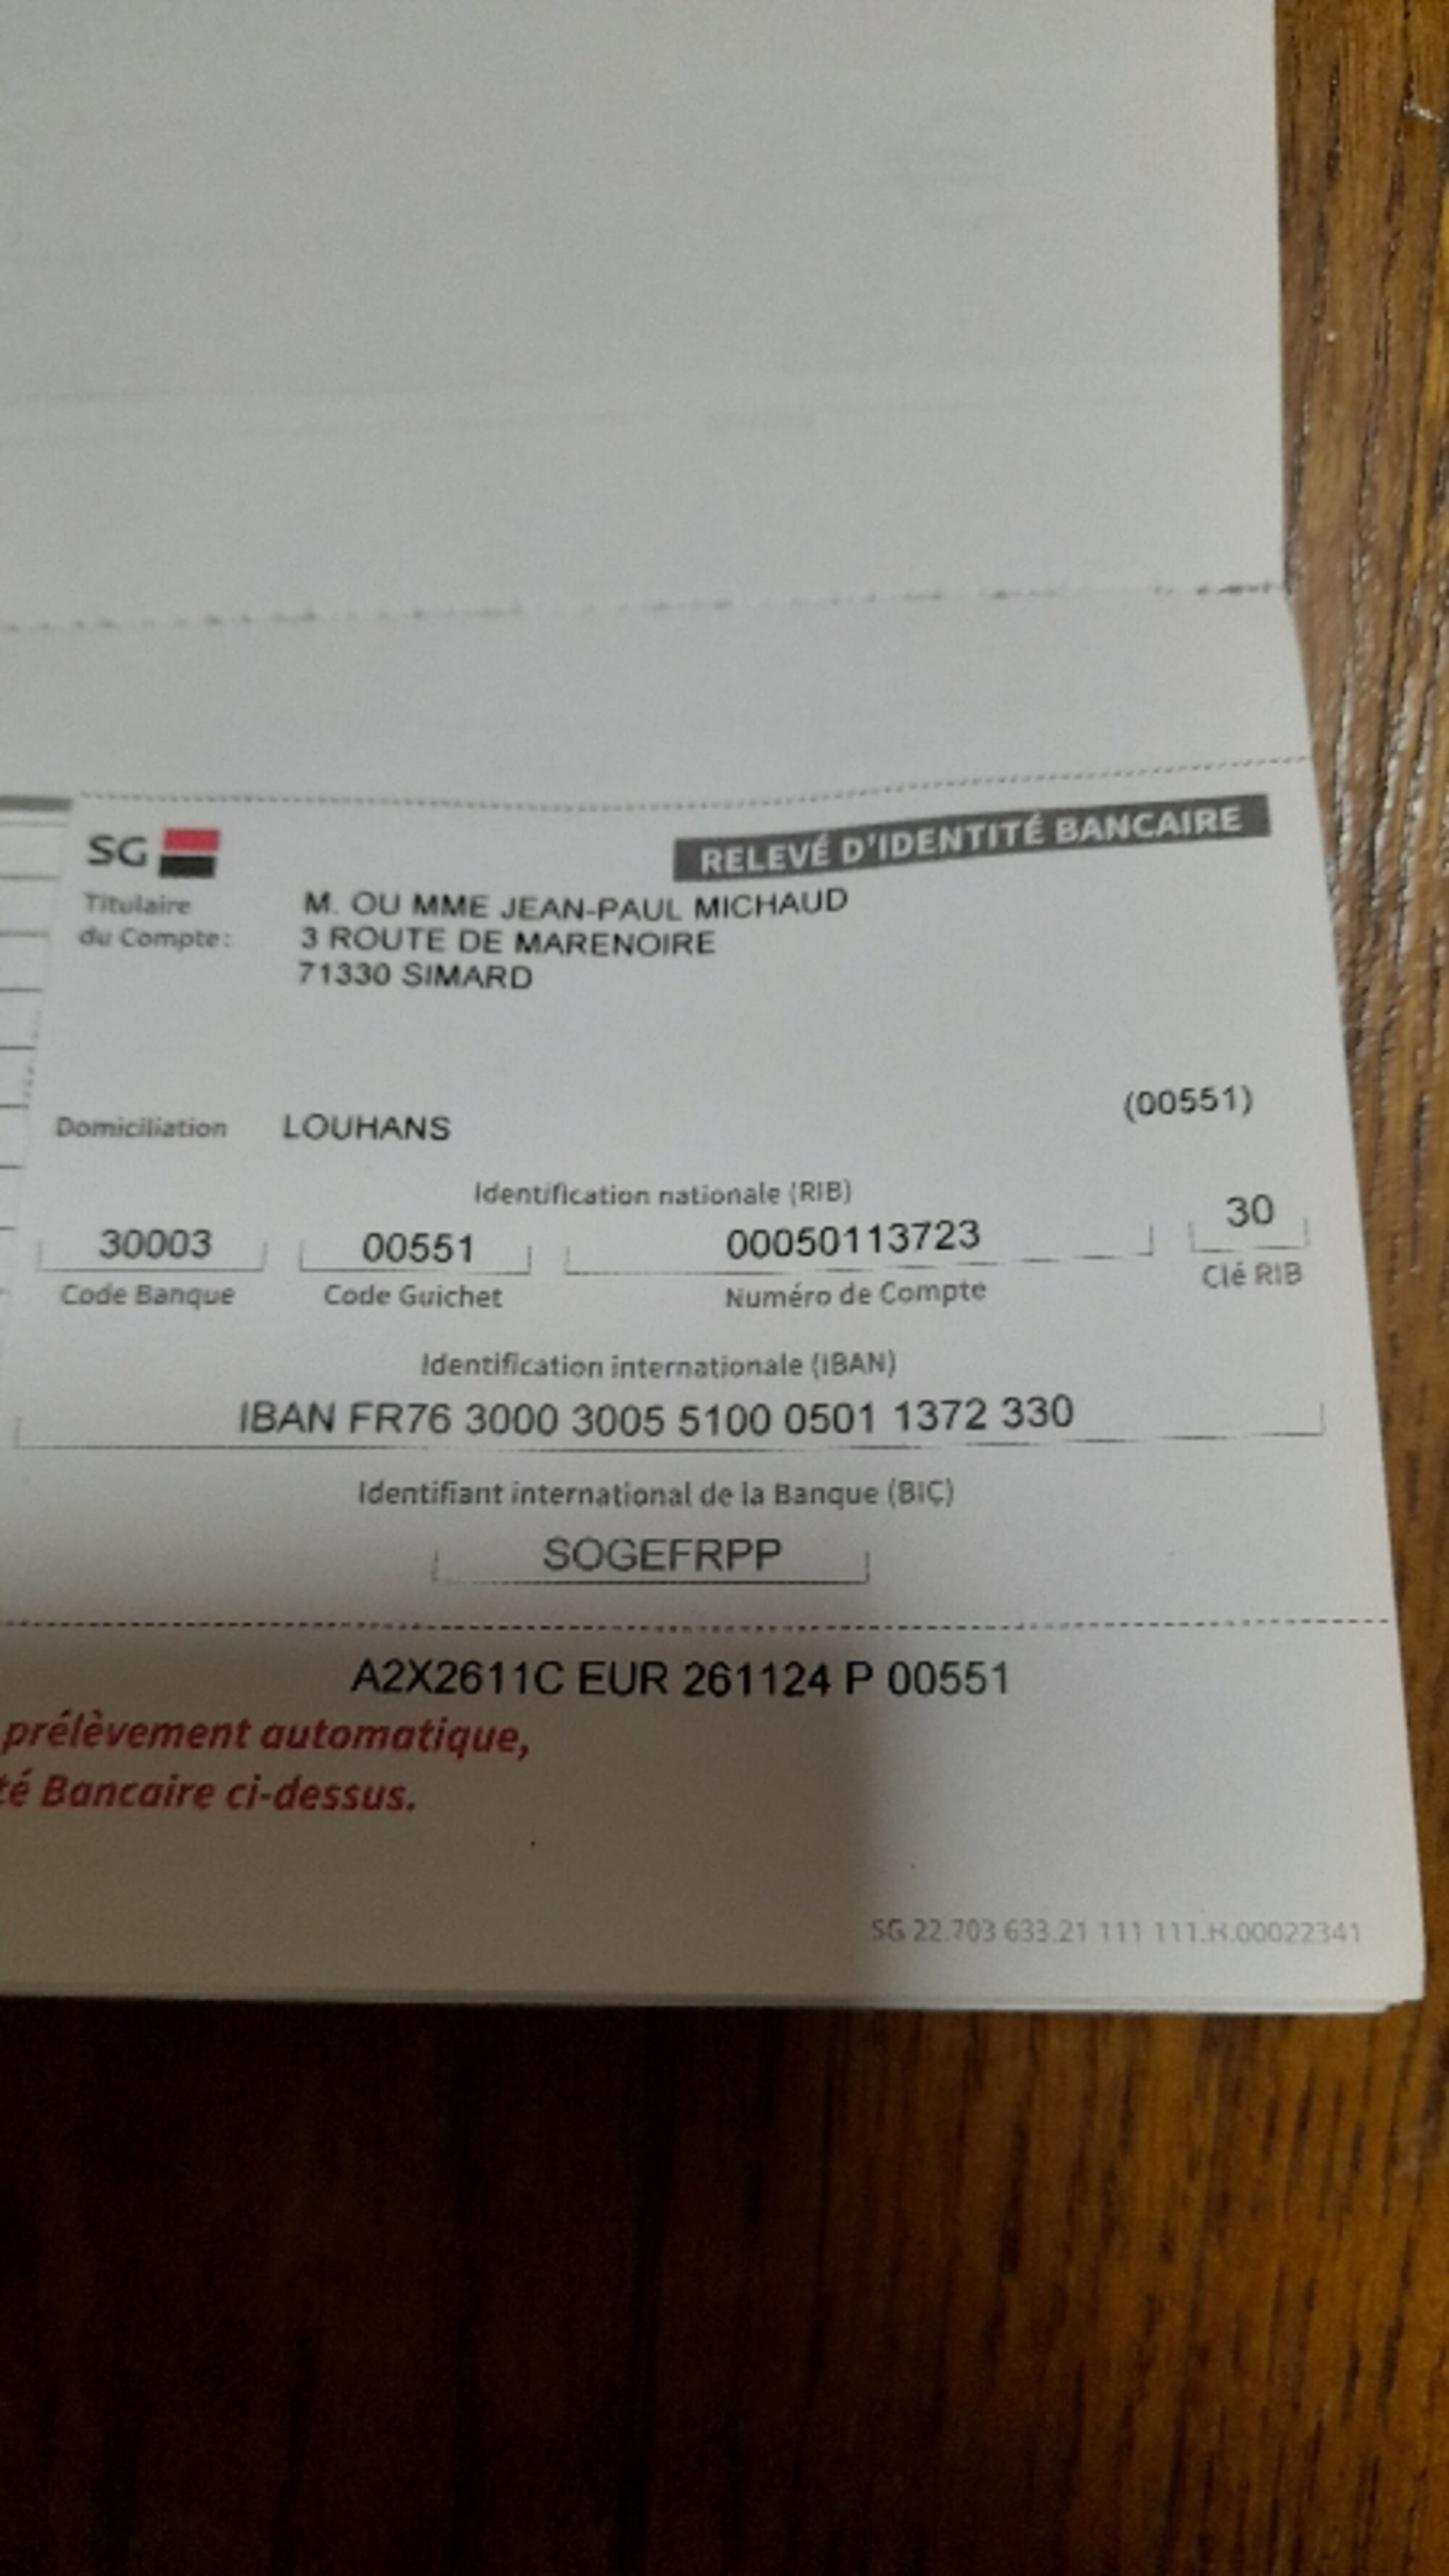 SG
RELEVÉ D'IDENTITÉ BANCAIRE
Titulaire
du Compte:
M. OU MME JEAN-PAUL MICHAUD
3 ROUTE DE MARENOIRE
71330 SIMARD
(00551)
Domiciliation LOUHANS
Identification nationale (RIB)
30003 00551 00050113723 30
Code Banque Code Guichet Numéro de Compte Clé RIB
Identification internationale (IBAN)
IBAN FR76 3000 3005 5100 0501 1372 330
Identifiant international de la Banque (BIC)
SOGEFRPP
A2X2611C EUR 261124 P 00551
prélèvement automatique,
té Bancaire ci-dessus.
SG 22.703 633.21 111 111.H.00022341